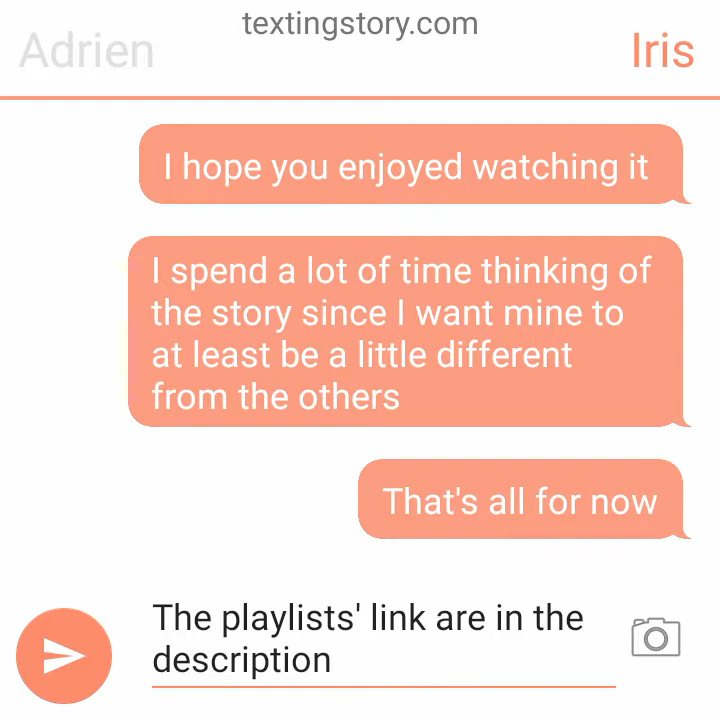 textingstory.com
Adrien
Iris
I hope you enjoyed watching it
I spend a lot of time thinking of
the story since I want mine to
at least be a little different
from the others
That's all for now
The playlists' link are in the
description